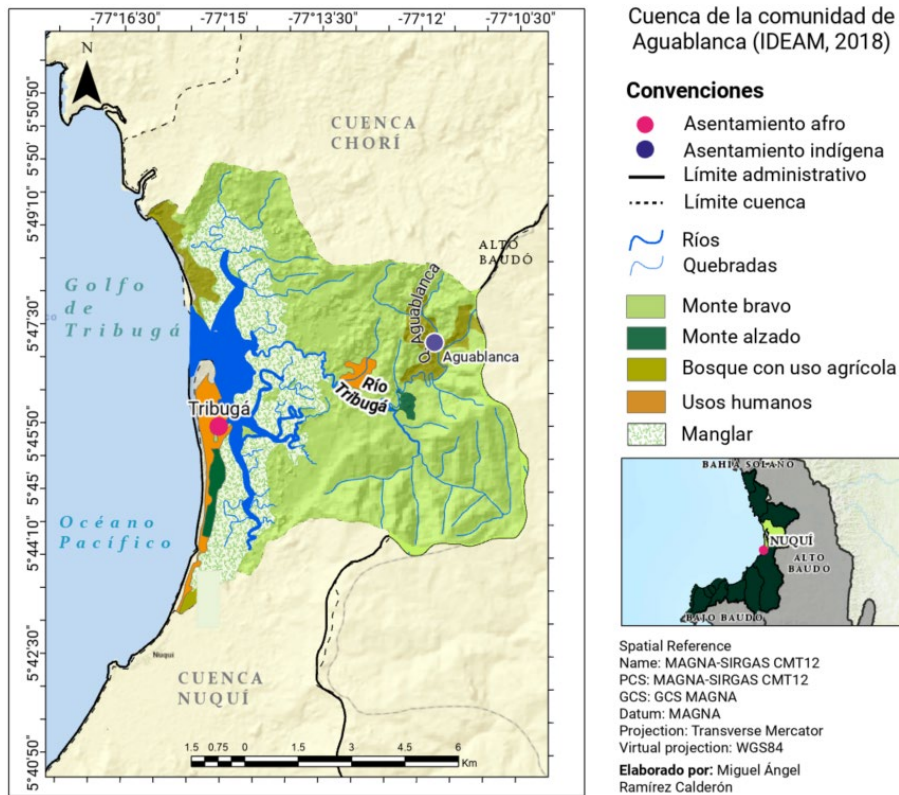 -77°16'30"
-77°15'
-77°13'30"
-77°12'
-77°10'30"
5°50'50"
5°50'
5°49'10"
5°47'30"
5°45'50"
5°45'
5°44'10"
5°42'30"
5°40'50"
N
CUENCA
CHORÍ
ALTO
BAUDÓ
Golfo
de
Tribugá
Q. Aguablanca
Aguablanca
Río
Tribugá
Tribugá
Océano
Pacífico
Nuquí
CUENCA
NUQUÍ
1.5 0.75 0 1.5 3 4.5 6
Km
Cuenca de la comunidad de
Aguablanca (IDEAM, 2018)
Convenciones
Asentamiento afro
Asentamiento indígena
Límite administrativo
Límite cuenca
Ríos
Quebradas
Monte bravo
Monte alzado
Bosque con uso agrícola
Usos humanos
Manglar
BAHÍA SOLANO
NUQUÍ
ALTO
BAUDO
BAJO BAUDO
Spatial Reference
Name: MAGNA-SIRGAS CMT12
PCS: MAGNA-SIRGAS CMT12
GCS: GCS MAGNA
Datum: MAGNA
Projection: Transverse Mercator
Virtual projection: WGS84
Elaborado por: Miguel Ángel
Ramírez Calderón